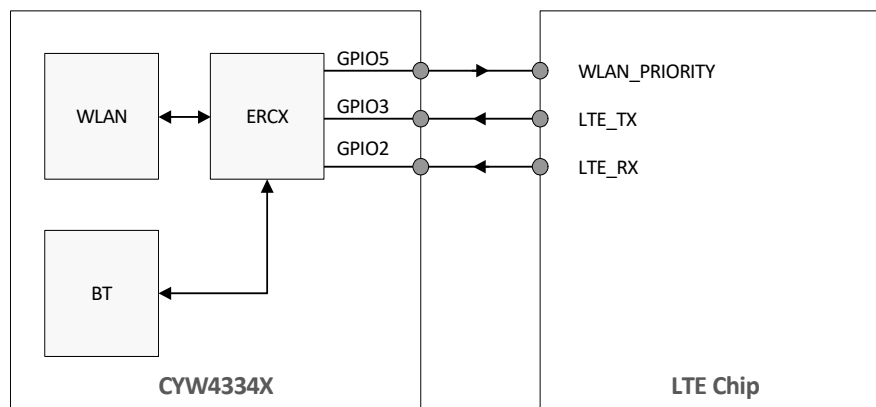 GPIO5
WLAN_PRIORITY
WLAN
ERCX
GPIO3
LTE_TX
GPIO2
LTE_RX
BT
CYW4334X
LTE Chip